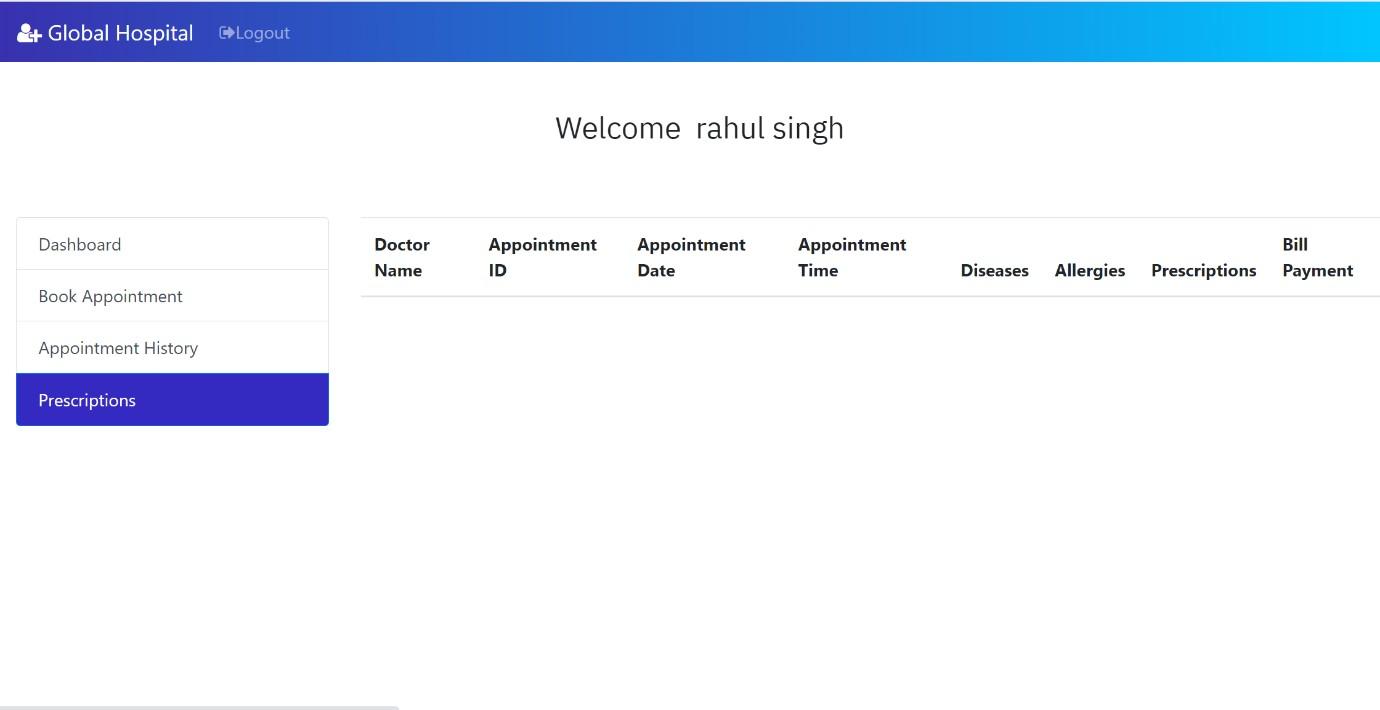 Global Hospital Logout
Welcome rahul singh
Dashboard
Book Appointment
Appointment History
Prescriptions
Doctor Name Appointment ID Appointment Date Appointment Time Diseases Allergies Prescriptions Bill Payment